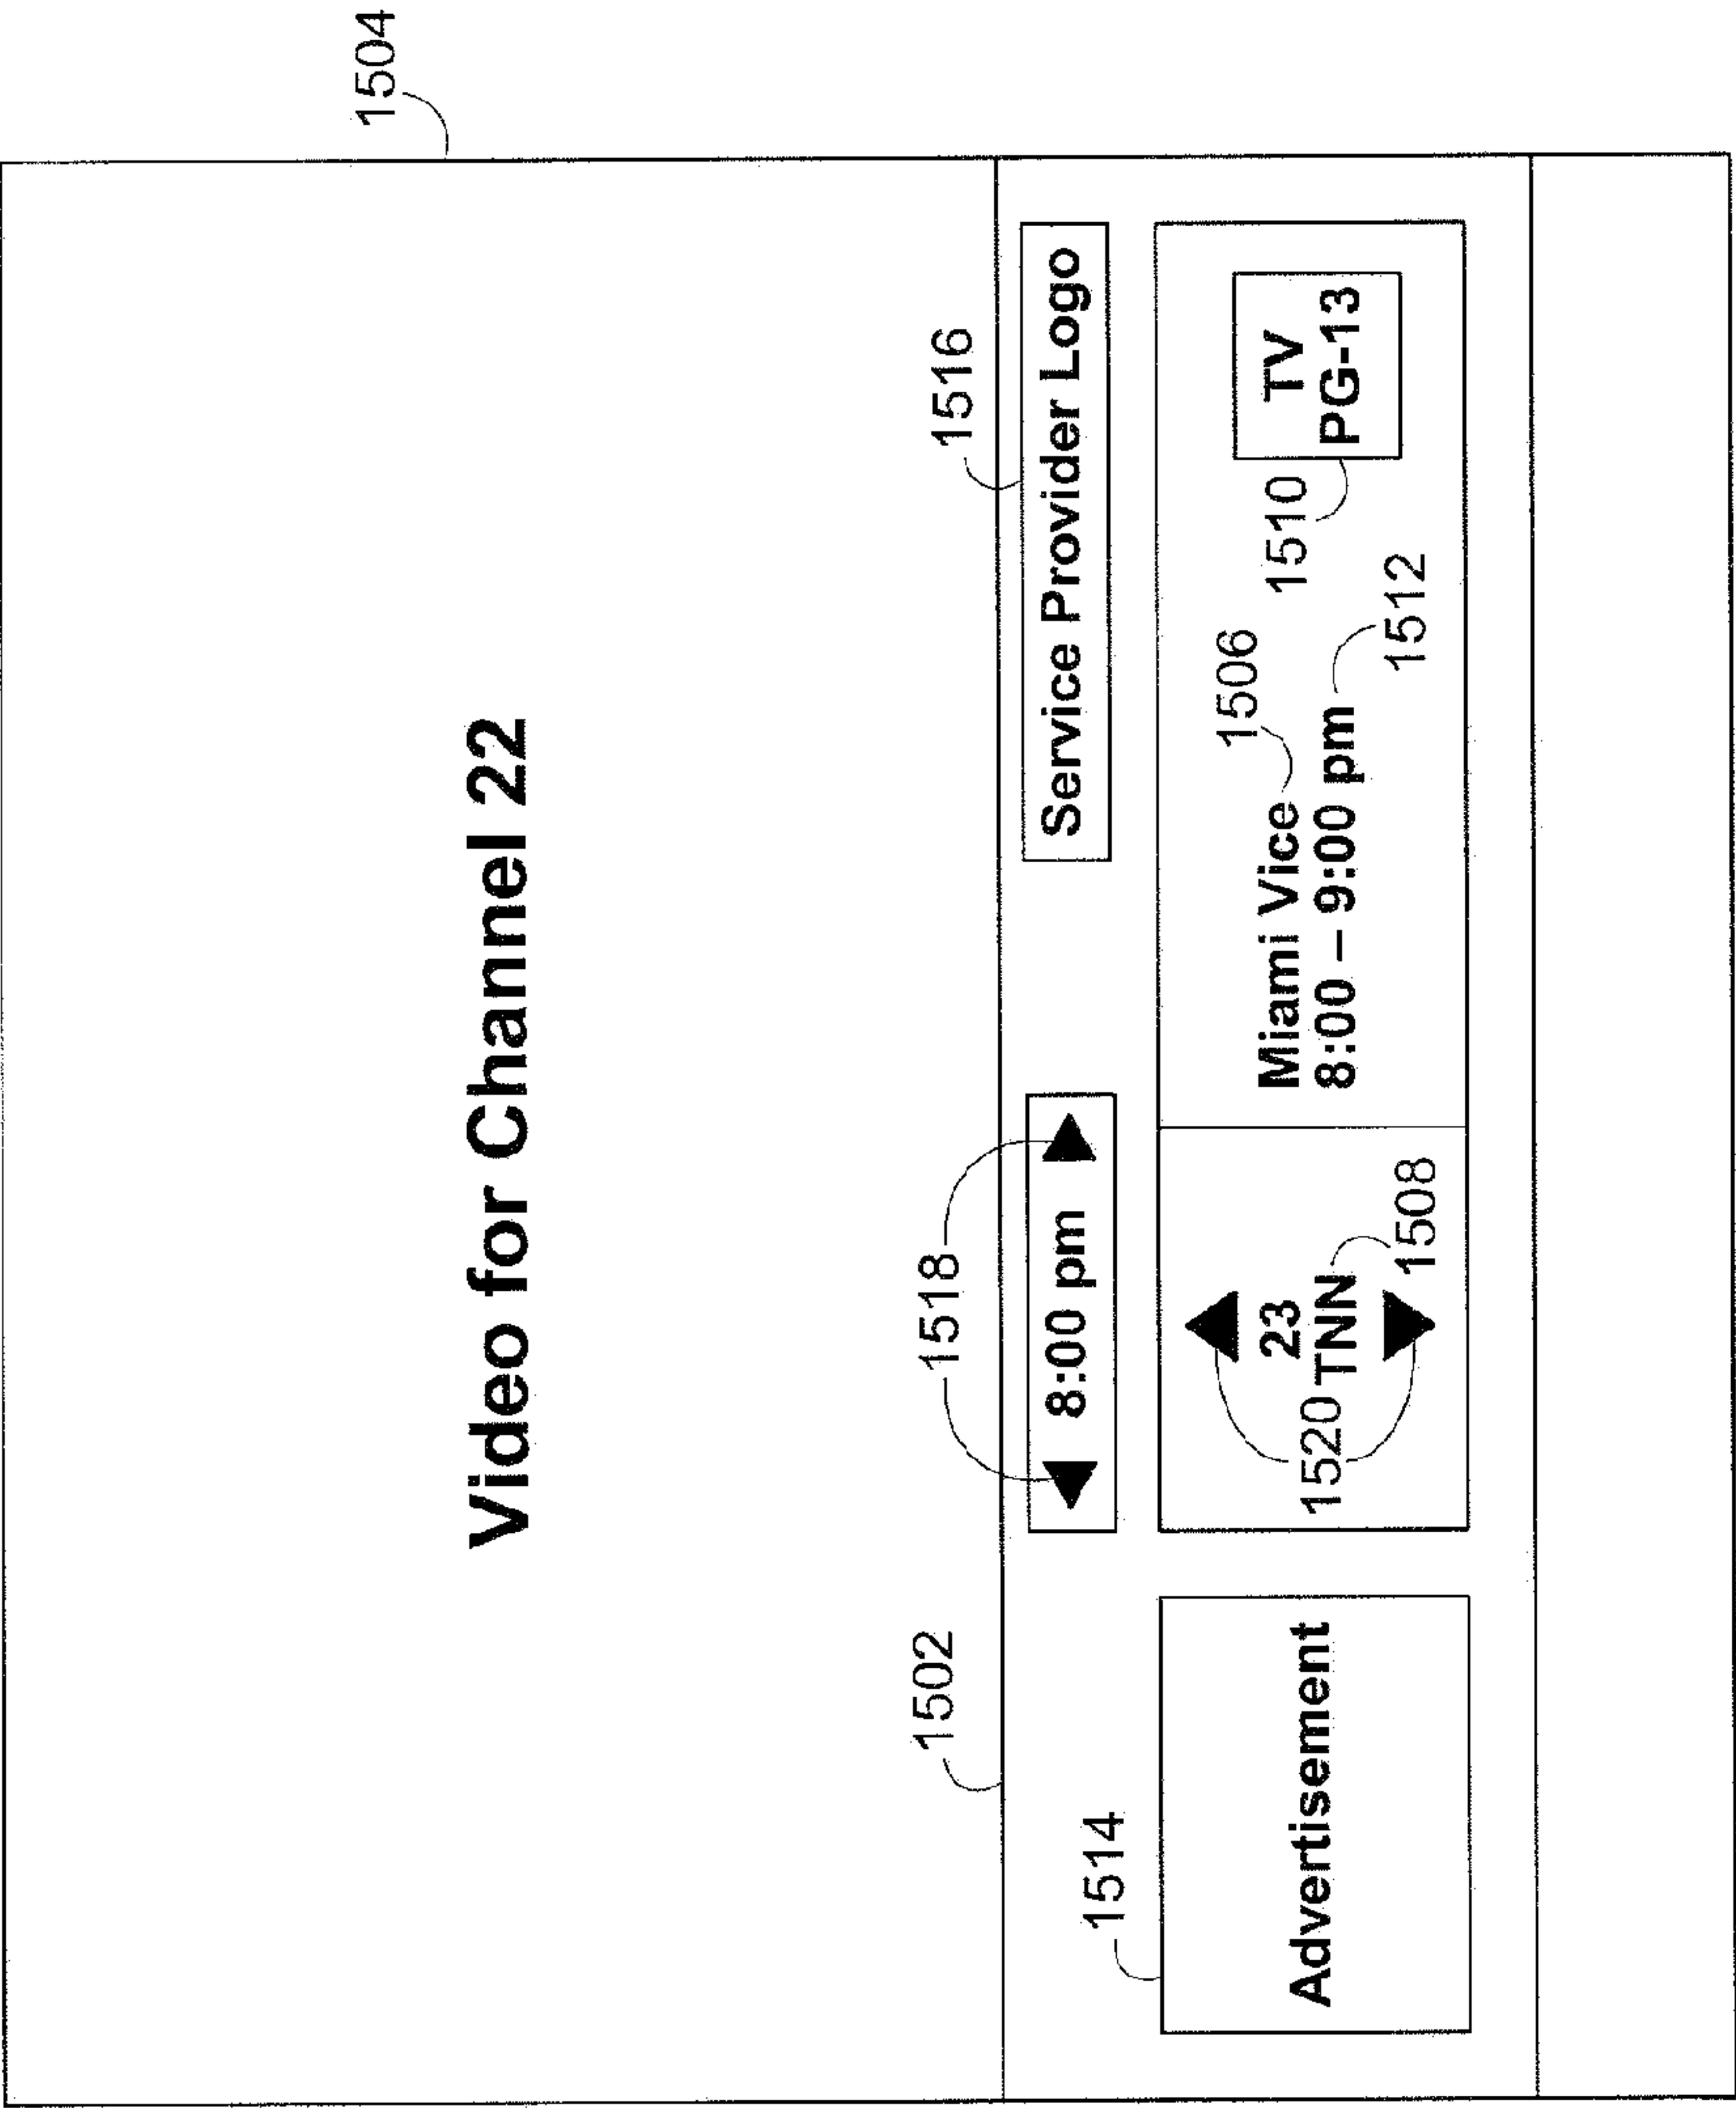 1504
Video for Channel 22
1502
1518
1516
8:00 pm
Service Provider Logo
1514
Advertisement
23
1520 TNN
1508
Miami Vice
1506
8:00 – 9:00 pm
1512
1510
TV
PG-13